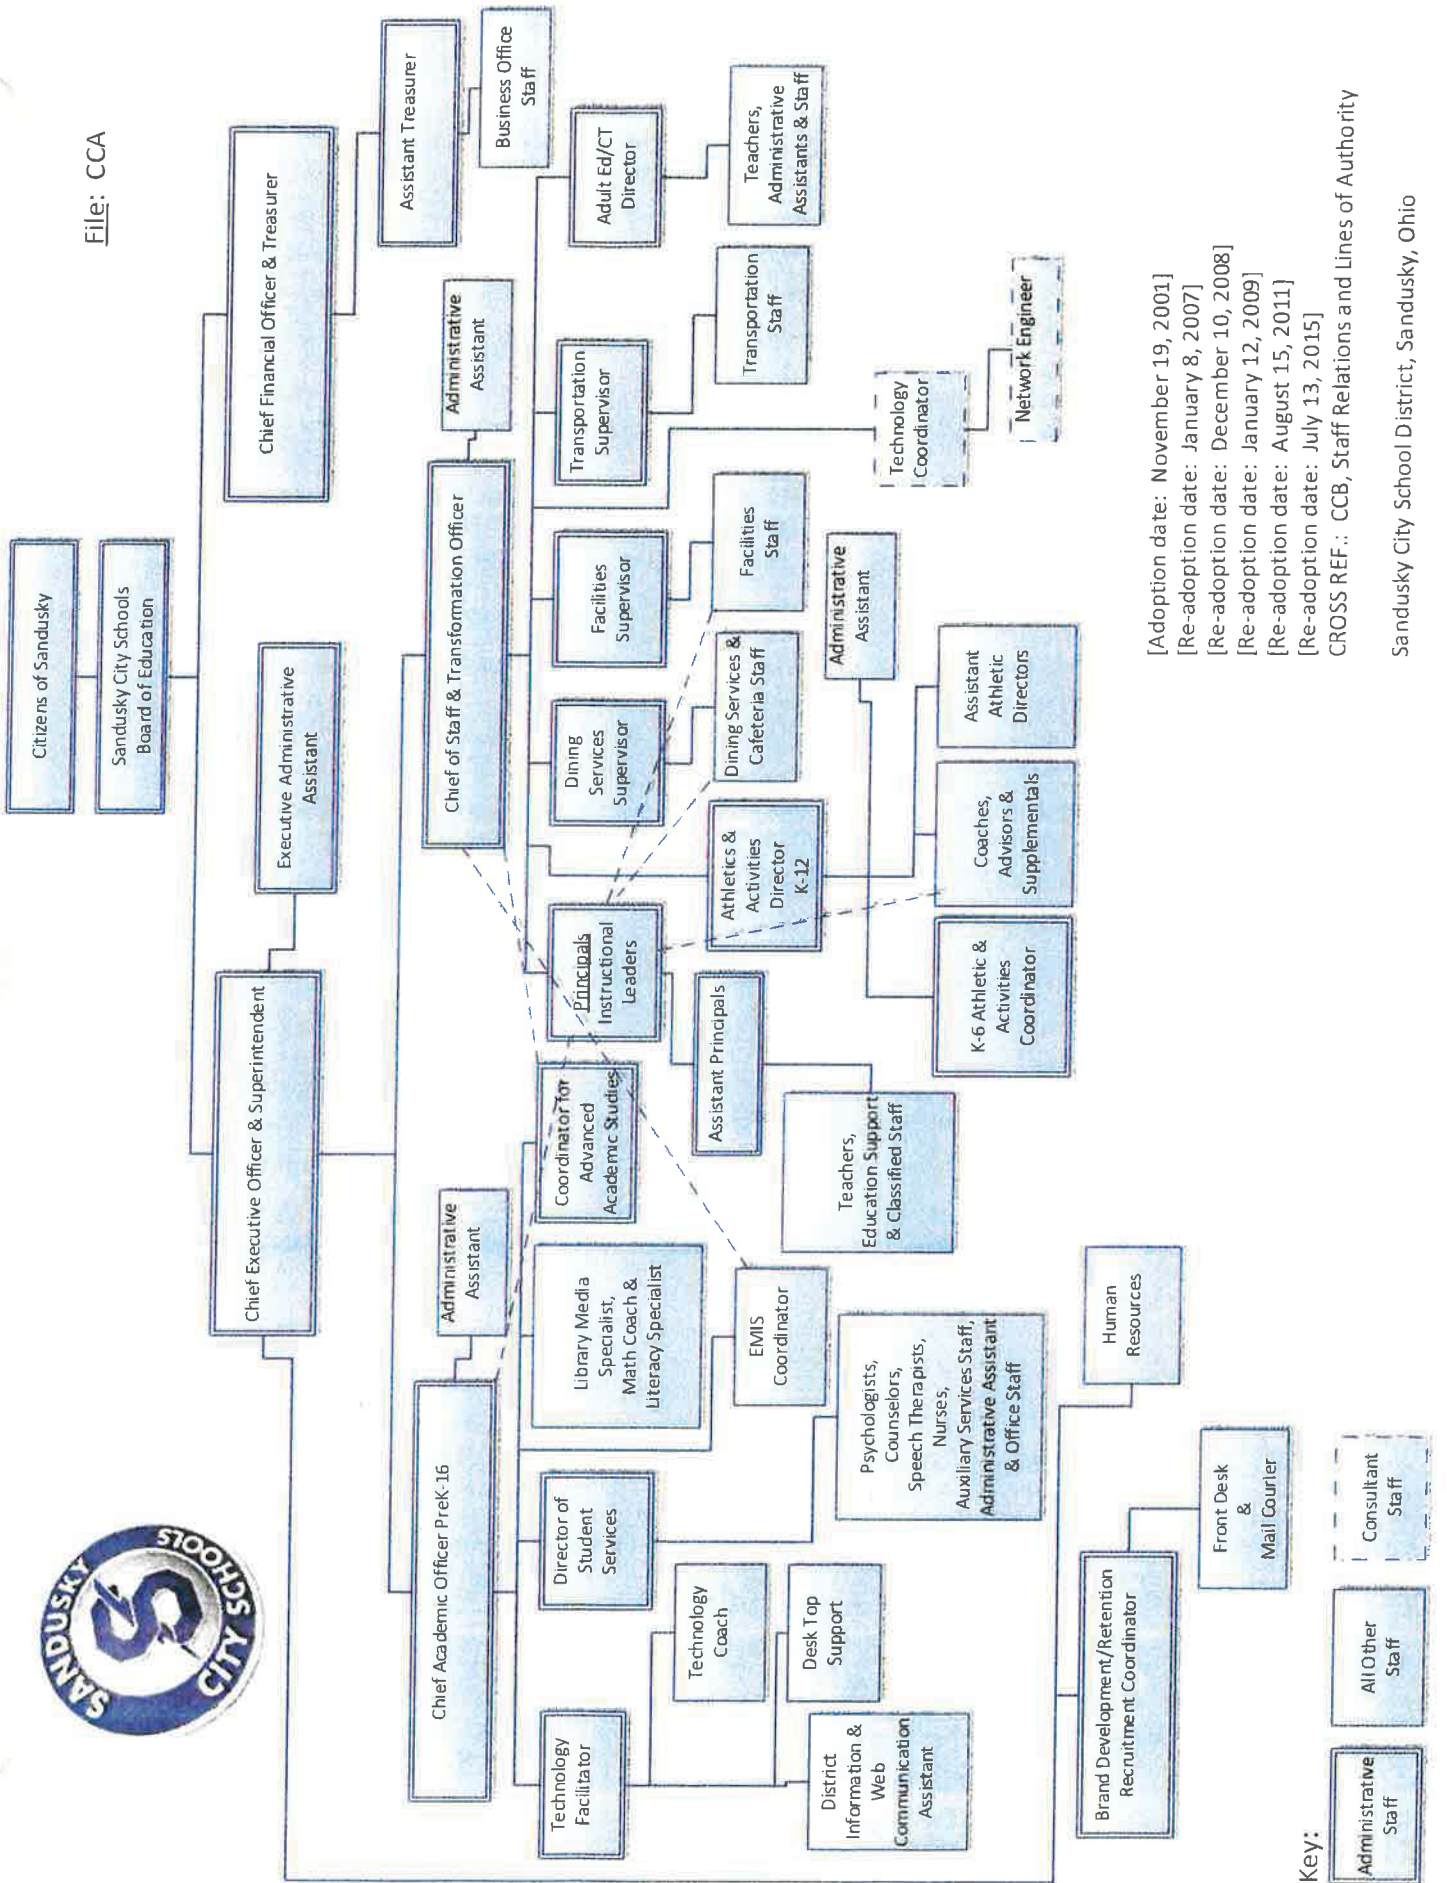 File: CCA
SANDUSKY
CITY SCHOOLS
Citizens of Sandusky
Sandusky City Schools
Board of Education
Chief Executive Officer & Superintendent
Executive Administrative
Assistant
Chief Financial Officer & Treasurer
Assistant Treasurer
Business Office
Staff
Chief Academic Officer PreK-16
Administrative
Assistant
Chief of Staff & Transformation Officer
Administrative
Assistant
Technology
Facilitator
Director of
Student
Services
Library Media
Specialist,
Math Coach &
Literacy Specialist
Coordinator for
Advanced
Academic Studies
Principals
Instructional
Leaders
Dining
Services
Supervisor
Facilities
Supervisor
Transportation
Supervisor
Adult Ed/CT
Director
Technology
Coach
Desk Top
Support
District
Information &
Web
Communication
Assistant
EMIS
Coordinator
Psychologists,
Counselors,
Speech Therapists,
Nurses,
Auxiliary Services Staff,
Administrative Assistant
& Office Staff
Assistant Principals
Teachers,
Education Support
& Classified Staff
Athletics &
Activities
Director
K-12
Dining Services &
Cafeteria Staff
Facilities
Staff
Transportation
Staff
Teachers,
Administrative
Assistants & Staff
Administrative
Assistant
Technology
Coordinator
Network Engineer
K-6 Athletic &
Activities
Coordinator
Coaches,
Advisors &
Supplementals
Assistant
Athletic
Directors
Human
Resources
Brand Development/Retention
Recruitment Coordinator
Front Desk
&
Mail Courier
Key:
Administrative
Staff
All Other
Staff
Consultant
Staff
[Adoption date: November 19, 2001]
[Re-adoption date: January 8, 2007]
[Re-adoption date: December 10, 2008]
[Re-adoption date: January 12, 2009]
[Re-adoption date: August 15, 2011]
[Re-adoption date: July 13, 2015]
CROSS REF.: CCB, Staff Relations and Lines of Authority
Sandusky City School District, Sandusky, Ohio